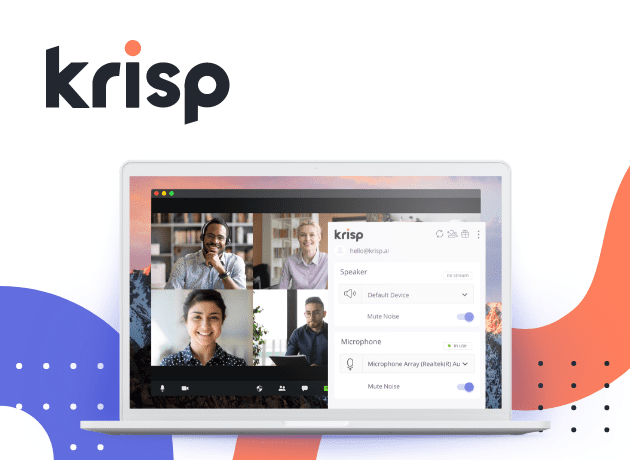 krisp
krisp
hello@krisp.ai
Speaker
no stream
Default Device
Mute Noise
Microphone
in use
Microphone Array (Realtek(R) Au
Mute Noise